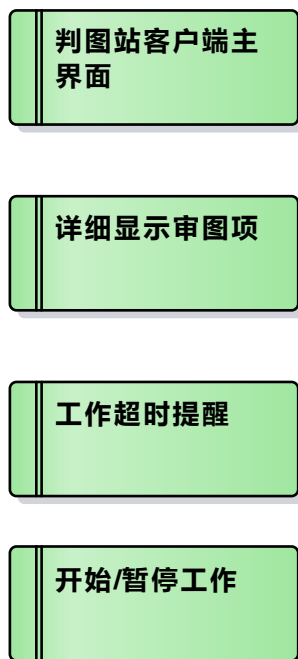 判图站客户端主
界面
详细显示审图项
工作超时提醒
开始/暂停工作